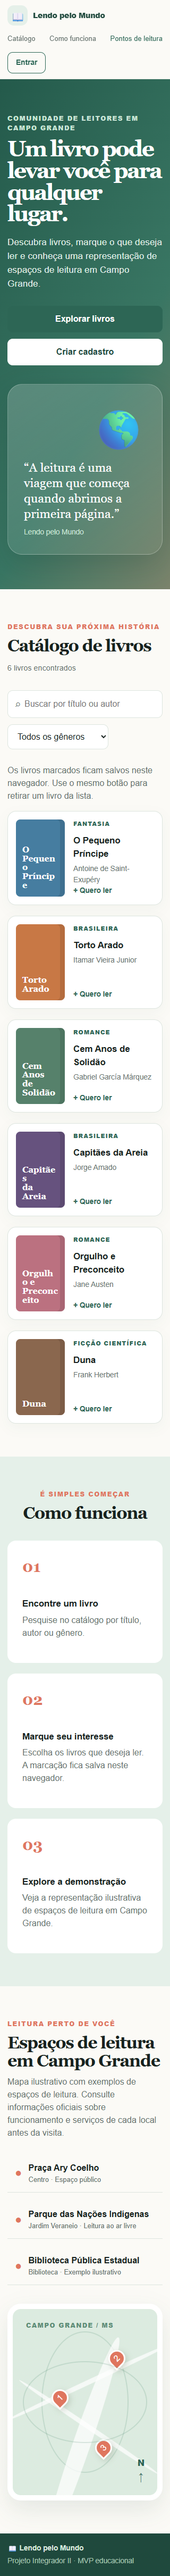 Lendo pelo Mundo
Catálogo Como funciona Pontos de leitura
Entrar
COMUNIDADE DE LEITORES EM
CAMPO GRANDE
Um livro pode
levar você para
qualquer
lugar.
Descubra livros, marque o que deseja
ler e conheça uma representação de
espaços de leitura em Campo
Grande.
Explorar livros
Criar cadastro
“A leitura é uma
viagem que começa
quando abrimos a
primeira página.”
Lendo pelo Mundo
DESCUBRA SUA PRÓXIMA HISTÓRIA
Catálogo de livros
6 livros encontrados
Buscar por título ou autor
Todos os gêneros
Os livros marcados ficam salvos neste
navegador. Use o mesmo botão para
retirar um livro da lista.
O
Pequen
o
Príncip
e
FANTASIA
O Pequeno
Príncipe
Antoine de Saint-
Exupéry
+ Quero ler
Torto
Arado
BRASILEIRA
Torto Arado
Itamar Vieira Junior
+ Quero ler
Cem
Anos
de
Solidão
ROMANCE
Cem Anos de
Solidão
Gabriel García Márquez
+ Quero ler
Capitãe
s
da
Areia
BRASILEIRA
Capitães da Areia
Jorge Amado
+ Quero ler
Orgulh
o e
Preconc
eito
ROMANCE
Orgulho e
Preconceito
Jane Austen
+ Quero ler
Duna
FICÇÃO CIENTÍFICA
Duna
Frank Herbert
+ Quero ler
É SIMPLES COMEÇAR
Como funciona
01
Encontre um livro
Pesquise no catálogo por título,
autor ou gênero.
02
Marque seu interesse
Escolha os livros que deseja ler.
A marcação fica salva neste
navegador.
03
Explore a demonstração
Veja a representação ilustrativa
de espaços de leitura em Campo
Grande.
LEITURA PERTO DE VOCÊ
Espaços de leitura
em Campo Grande
Mapa ilustrativo com exemplos de
espaços de leitura. Consulte
informações oficiais sobre
funcionamento e serviços de cada local
antes da visita.
Praça Ary Coelho
Centro · Espaço público
Parque das Nações Indígenas
Jardim Veraneio · Leitura ao ar livre
Biblioteca Pública Estadual
Biblioteca · Exemplo ilustrativo
CAMPO GRANDE / MS
2
1
3
N
↑
Lendo pelo Mundo
Projeto Integrador II · MVP educacional